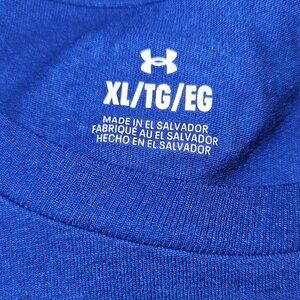 XL/TG/EG
MADE IN EL SALVADOR
FABRIQUÉ AU EL SALVADOR
HECHO EN EL SALVADOR